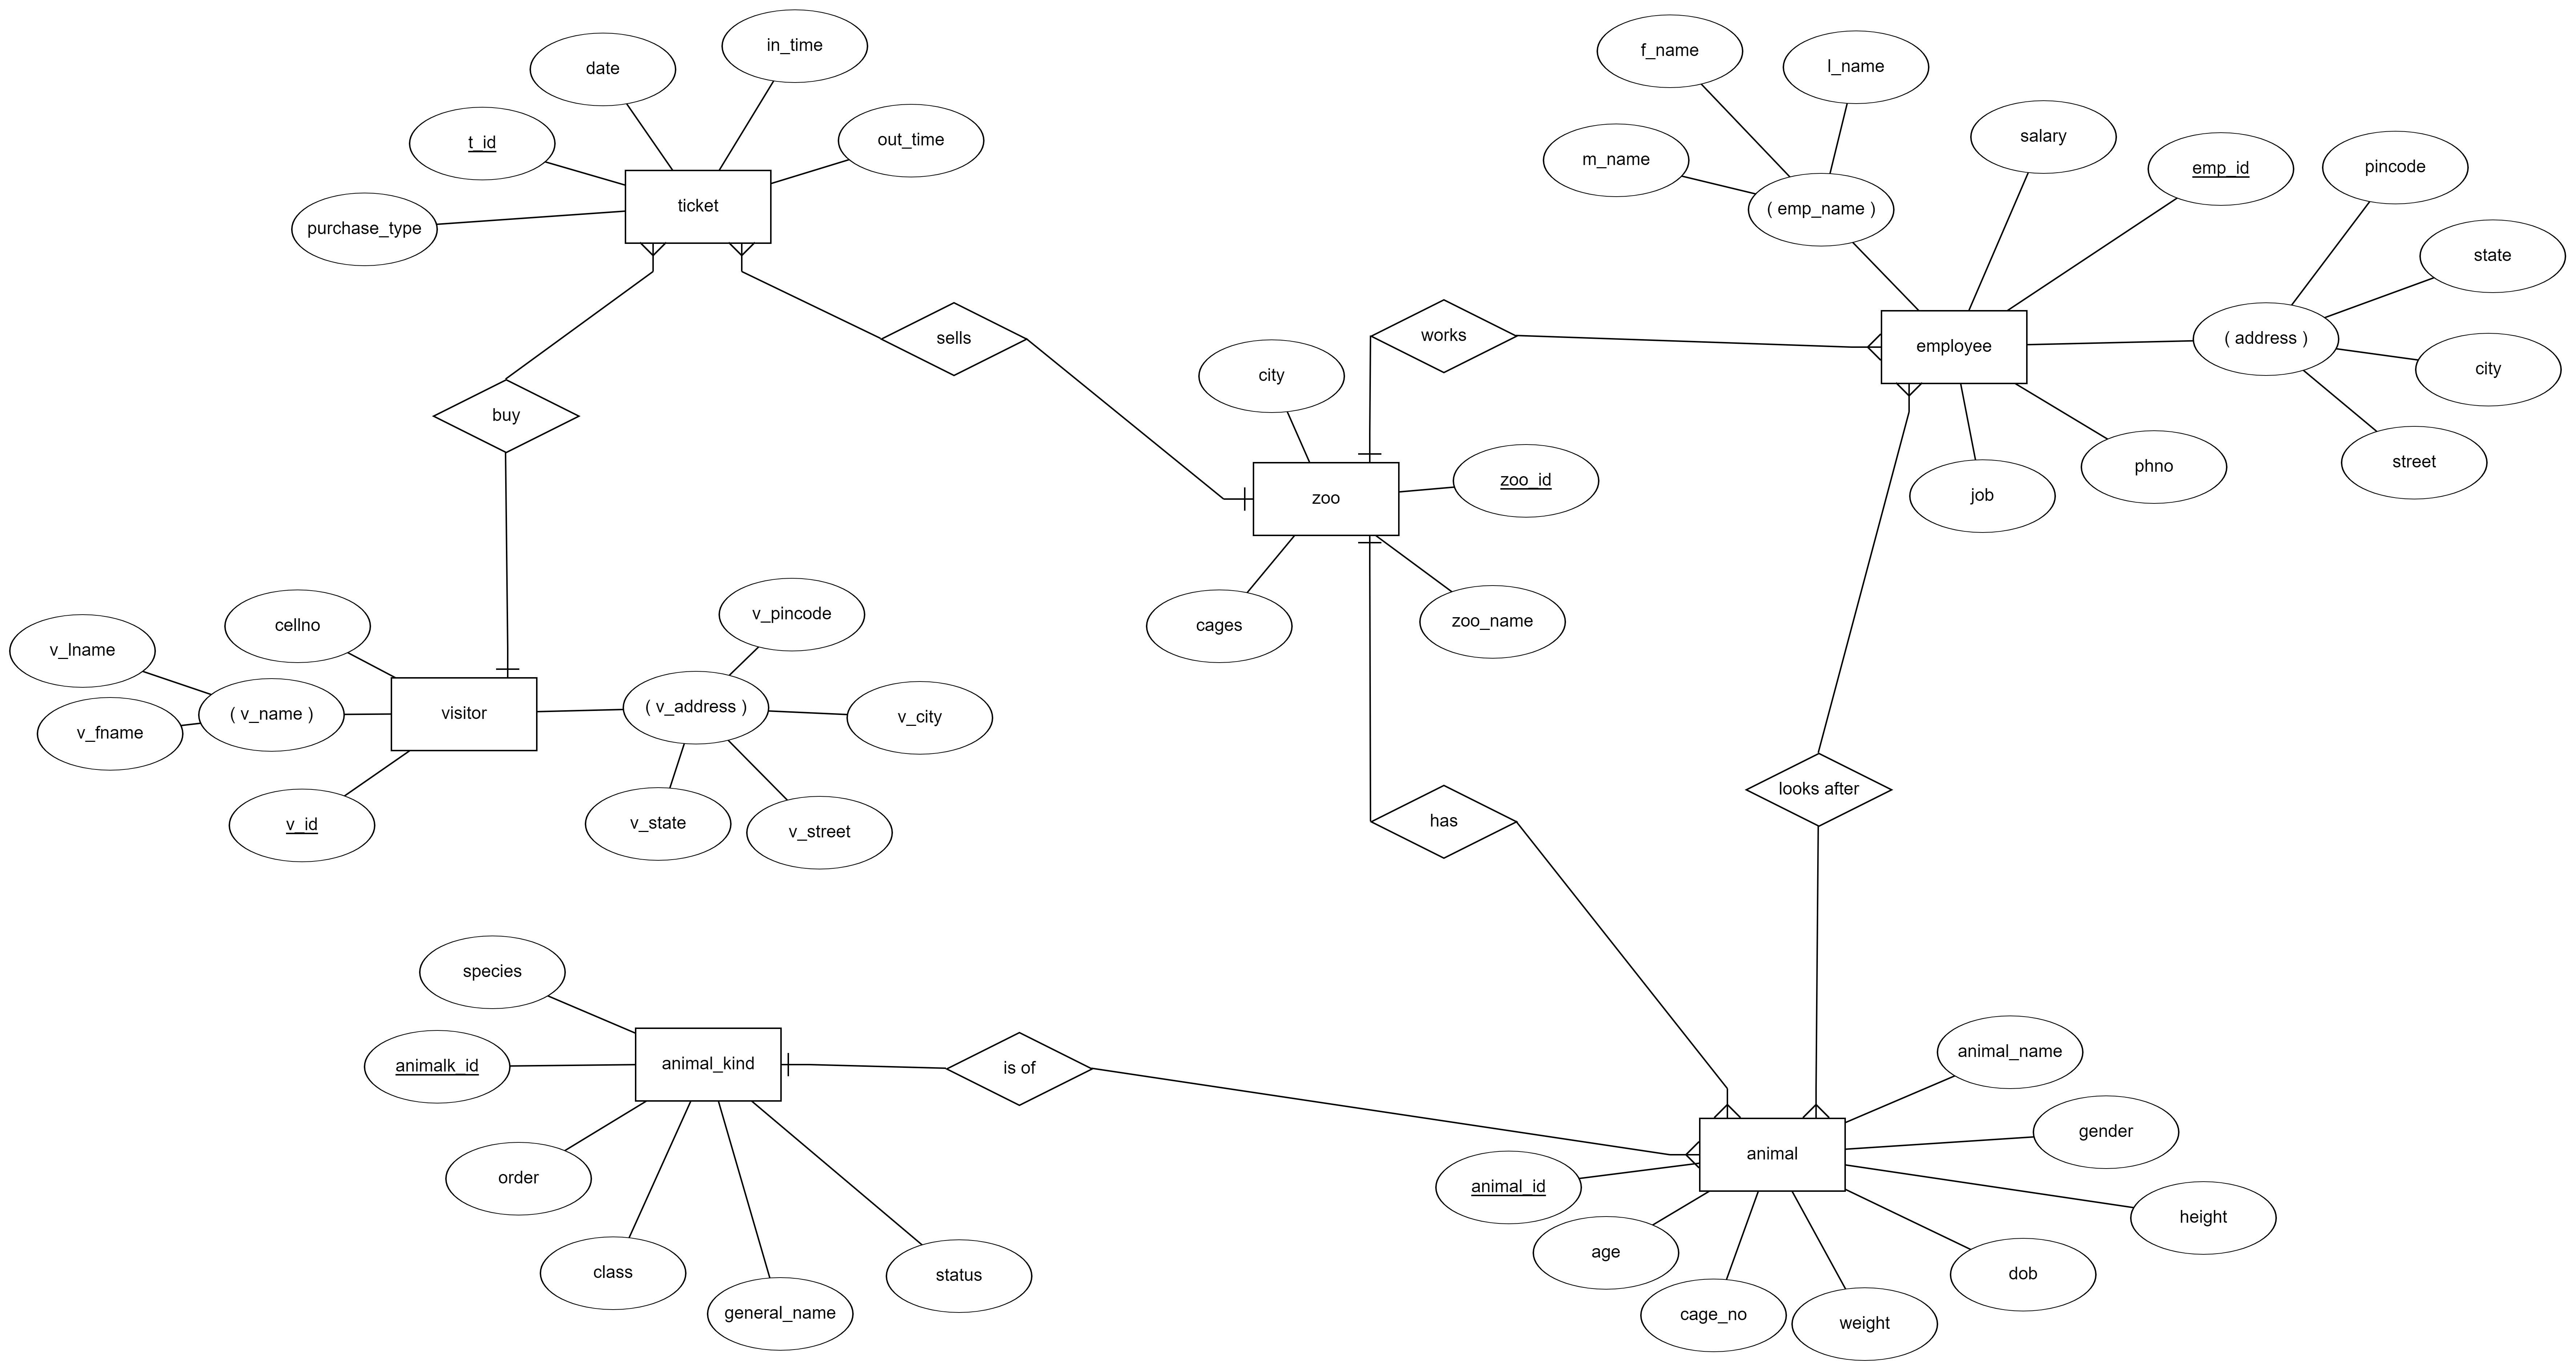 in_time
date
out_time
t_id
purchase_type
ticket
f_name
l_name
m_name
( emp_name )
salary
emp_id
pincode
state
( address )
city
street
employee
phno
job
sells
works
buy
city
zoo
zoo_id
cages
zoo_name
v_pincode
cellno
v_lname
( v_name )
v_fname
visitor
( v_address )
v_city
v_id
v_state
v_street
has
looks after
species
animalk_id
animal_kind
is of
order
class
general_name
status
animal_name
gender
animal
animal_id
height
age
dob
cage_no
weight